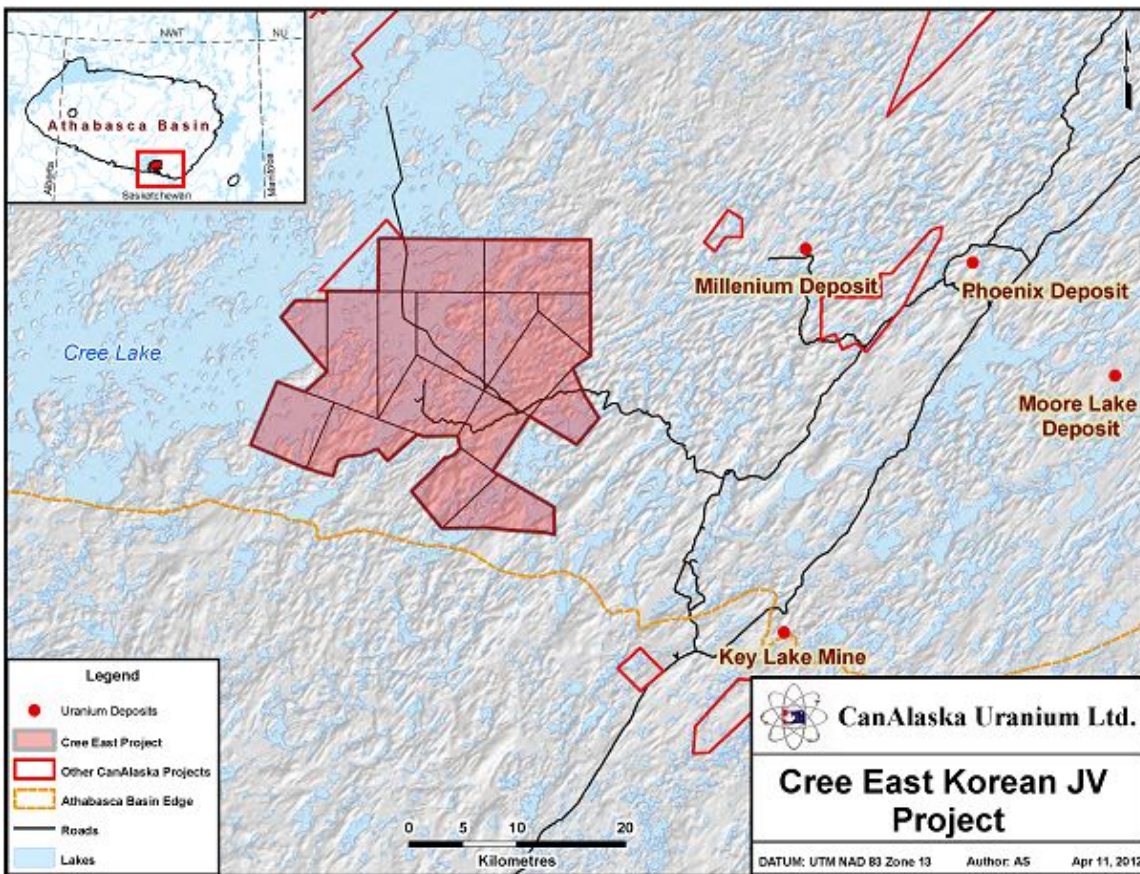 NWT
NU
Athabasca Basin
Alberta
Saskatchewan
Manitoba
Cree Lake
Millenium Deposit
Phoenix Deposit
Moore Lake
Deposit
Key Lake Mine
Legend
Uranium Deposits
Cree East Project
Other CanAlaska Projects
Athabasca Basin Edge
Roads
Lakes
0 5 10 20
Kilometres
CanAlaska Uranium Ltd.
Cree East Korean JV
Project
DATUM: UTM NAD 83 Zone 13 Author: AS Apr 11, 2012